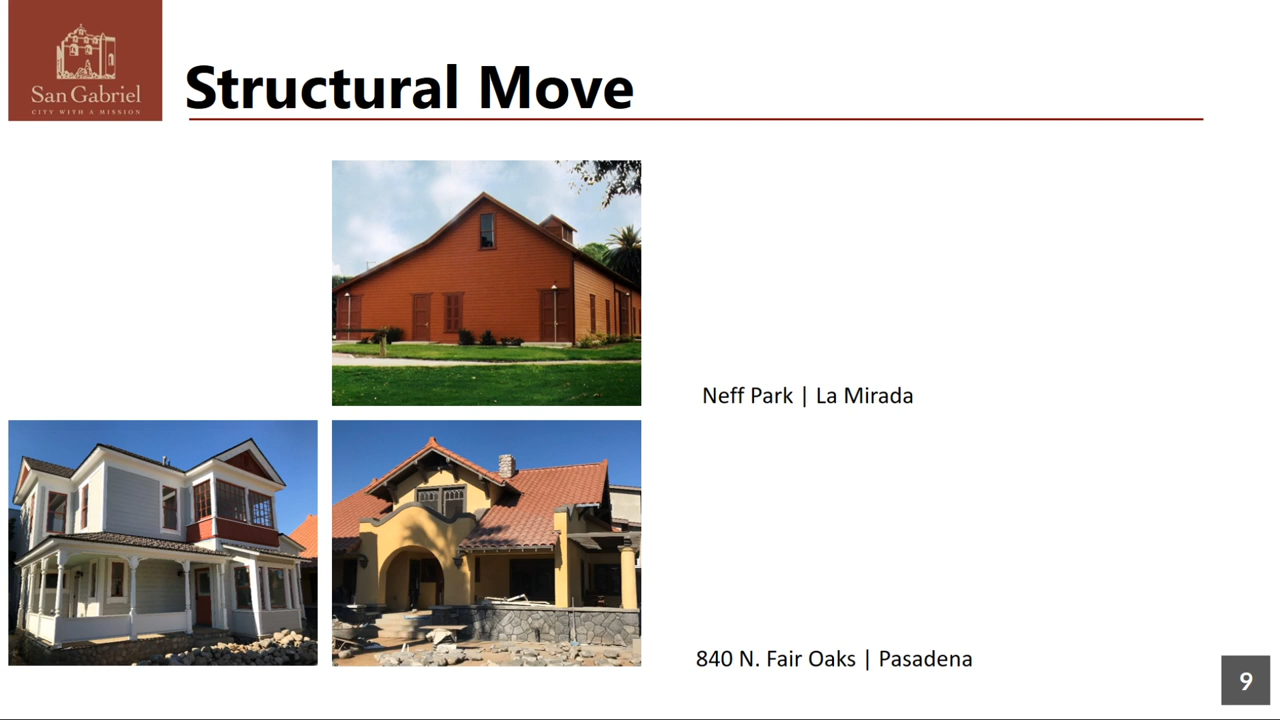 San Gabriel
CITY WITH A MISSION
Structural Move
Neff Park | La Mirada
840 N. Fair Oaks | Pasadena
9